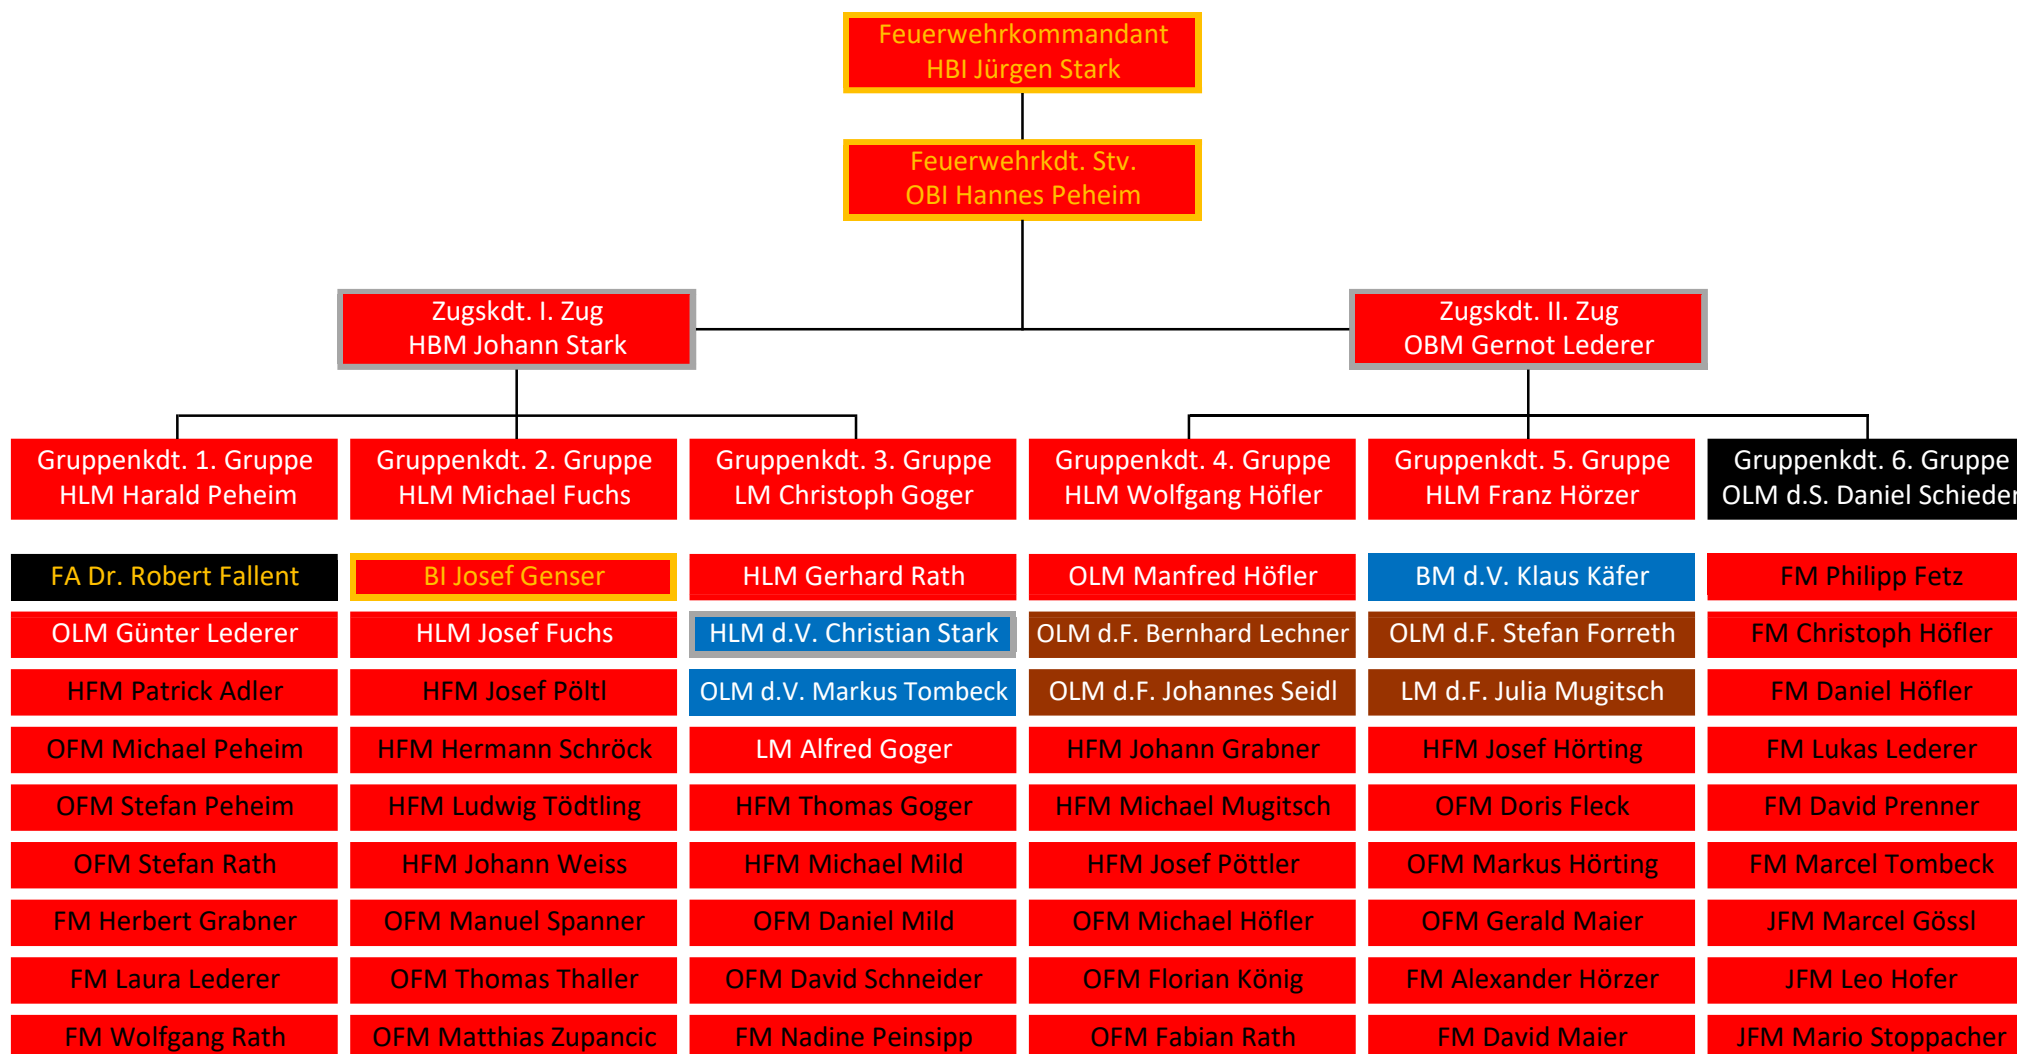 Feuerwehrkommandant
HBI Jürgen Stark
Feuerwehrkdt. Stv.
OBI Hannes Peheim
Zugskdt. I. Zug
HBM Johann Stark
Zugskdt. II. Zug
OBM Gernot Lederer
Gruppenkdt. 1. Gruppe
HLM Harald Peheim
Gruppenkdt. 2. Gruppe
HLM Michael Fuchs
Gruppenkdt. 3. Gruppe
LM Christoph Goger
Gruppenkdt. 4. Gruppe
HLM Wolfgang Höfler
Gruppenkdt. 5. Gruppe
HLM Franz Hörzer
Gruppenkdt. 6. Gruppe
OLM d.S. Daniel Schieder
FA Dr. Robert Fallent
BI Josef Genser
HLM Gerhard Rath
OLM Manfred Höfler
BM d.V. Klaus Käfer
FM Philipp Fetz
OLM Günter Lederer
HLM Josef Fuchs
HLM d.V. Christian Stark
OLM d.F. Bernhard Lechner
OLM d.F. Stefan Forreth
FM Christoph Höfler
HFM Patrick Adler
HFM Josef Pöltl
OLM d.V. Markus Tombeck
OLM d.F. Johannes Seidl
LM d.F. Julia Mugitsch
FM Daniel Höfler
OFM Michael Peheim
HFM Hermann Schröck
LM Alfred Goger
HFM Johann Grabner
HFM Josef Hörting
FM Lukas Lederer
OFM Stefan Peheim
HFM Ludwig Tödtling
HFM Thomas Goger
HFM Michael Mugitsch
OFM Doris Fleck
FM David Prenner
OFM Stefan Rath
HFM Johann Weiss
HFM Michael Mild
HFM Josef Pöttler
OFM Markus Hörting
FM Marcel Tombeck
FM Herbert Grabner
OFM Manuel Spanner
OFM Daniel Mild
OFM Michael Höfler
OFM Gerald Maier
JFM Marcel Gössl
FM Laura Lederer
OFM Thomas Thaller
OFM David Schneider
OFM Florian König
FM Alexander Hörzer
JFM Leo Hofer
FM Wolfgang Rath
OFM Matthias Zupancic
FM Nadine Peinsipp
OFM Fabian Rath
FM David Maier
JFM Mario Stoppacher